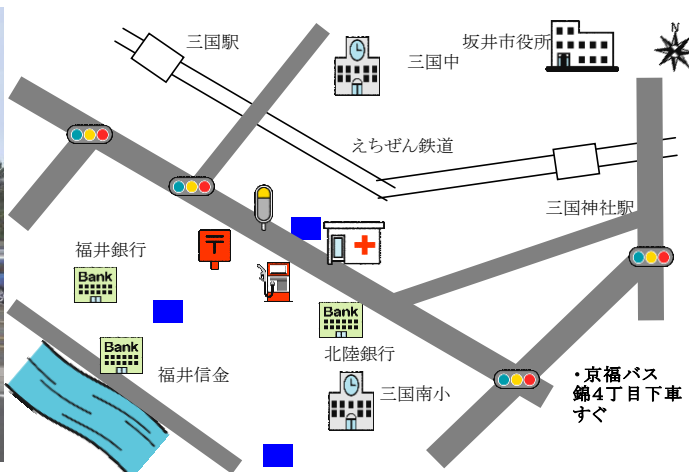 三国駅
三国中
坂井市役所
N
えちぜん鉄道
三国神社駅
福井銀行
Bank
Bank
福井信金
Bank
北陸銀行
三国南小
・京福バス
錦4丁目下車
すぐ